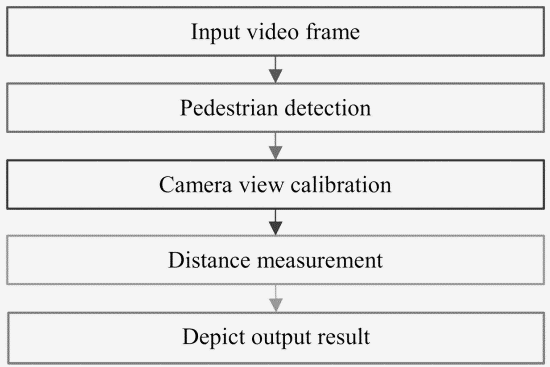 Input video frame
Pedestrian detection
Camera view calibration
Distance measurement
Depict output result